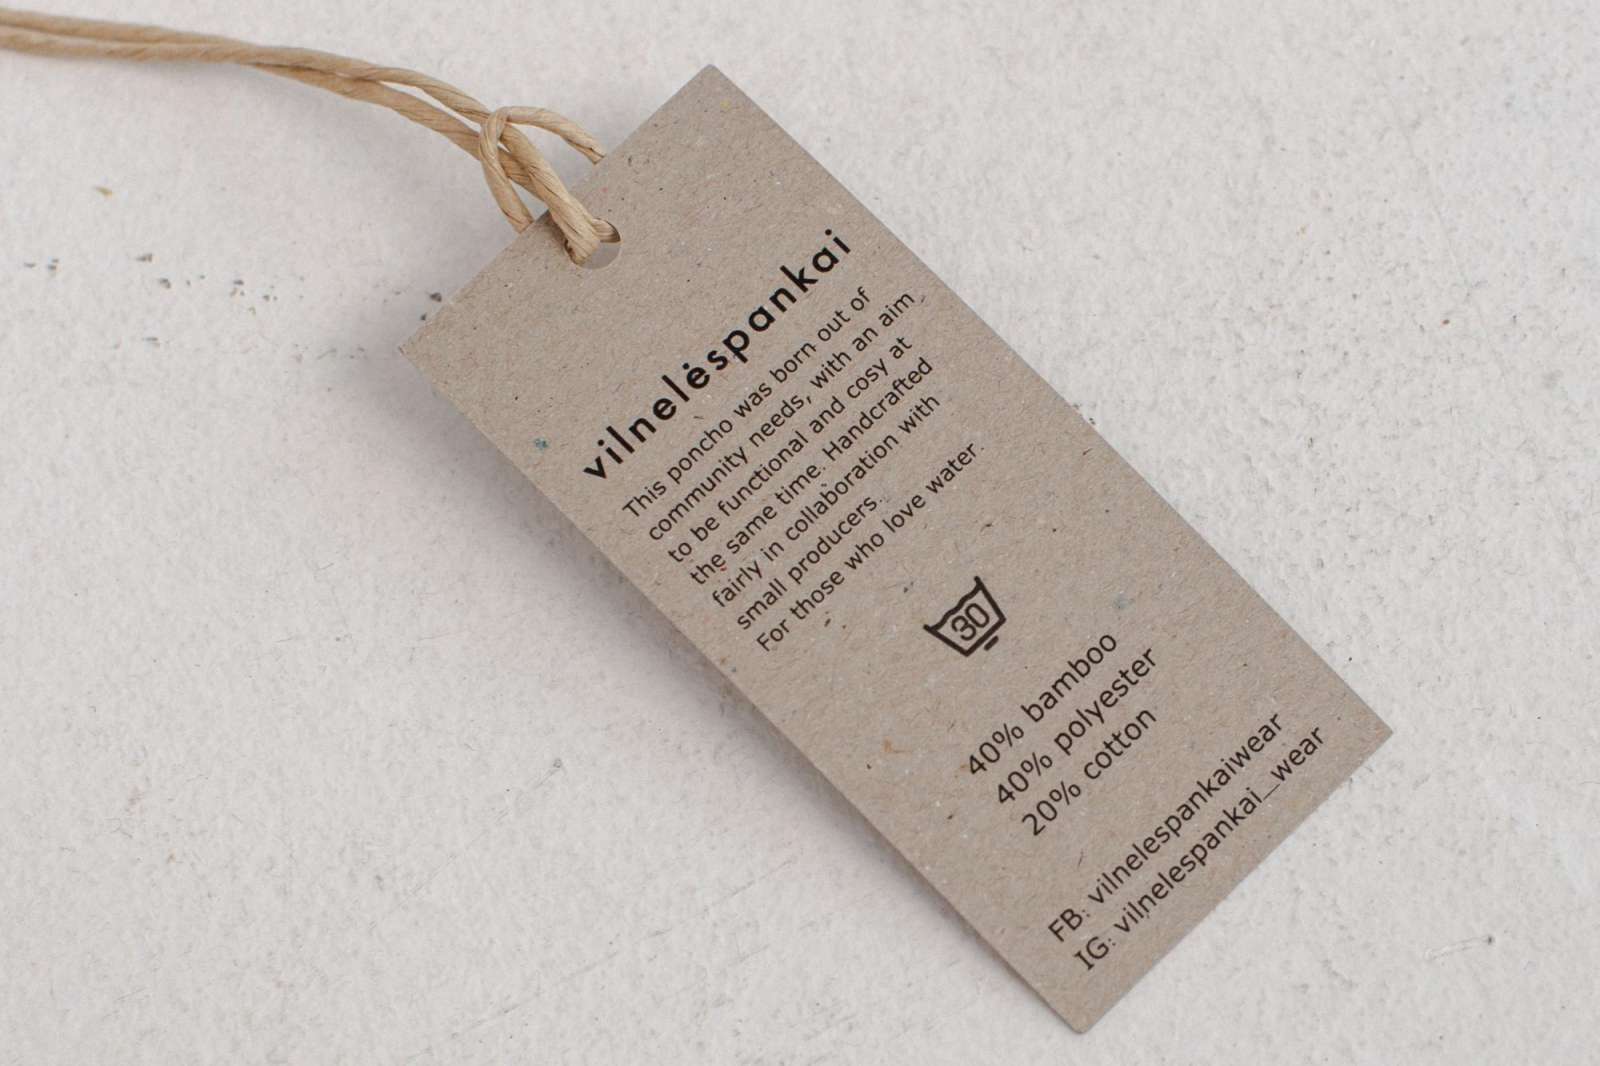 vilnelėspankai
This poncho was born out of
community needs, with an aim
to be functional and cosy at
the same time. Handcrafted
fairly in collaboration with
small producers.
For those who love water.
30
40% bamboo
40% polyester
20% cotton
FB: vilnelespankaiwear
IG: vilnelespankai_wear